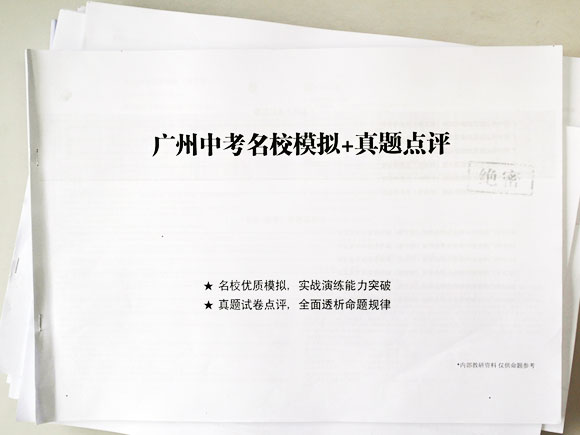 广州中考名校模拟+真题点评
绝密
★ 名校优质模拟，实战演练能力突破
★ 真题试卷点评，全面透析命题规律
*内部教研资料 仅供命题参考